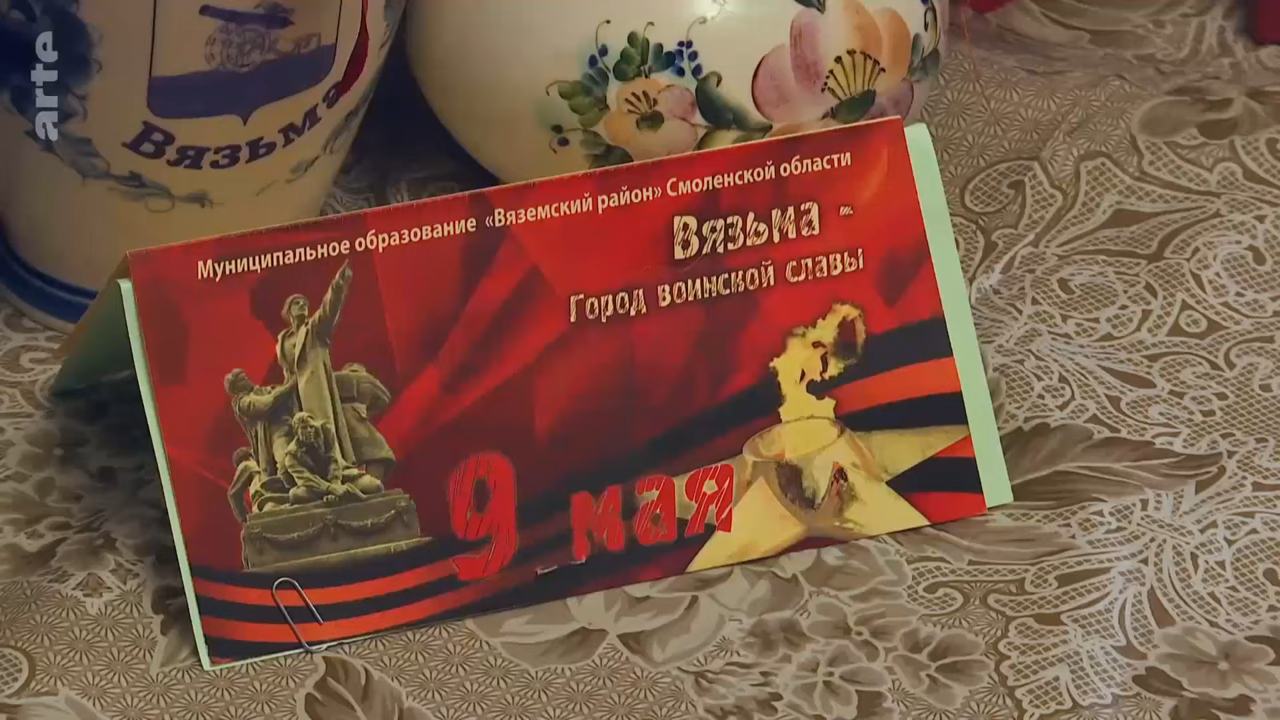 arte
Вязьма
Муниципальное образование «Вяземский район» Смоленской области
Вязьма -
Город воинской славы
9 мая